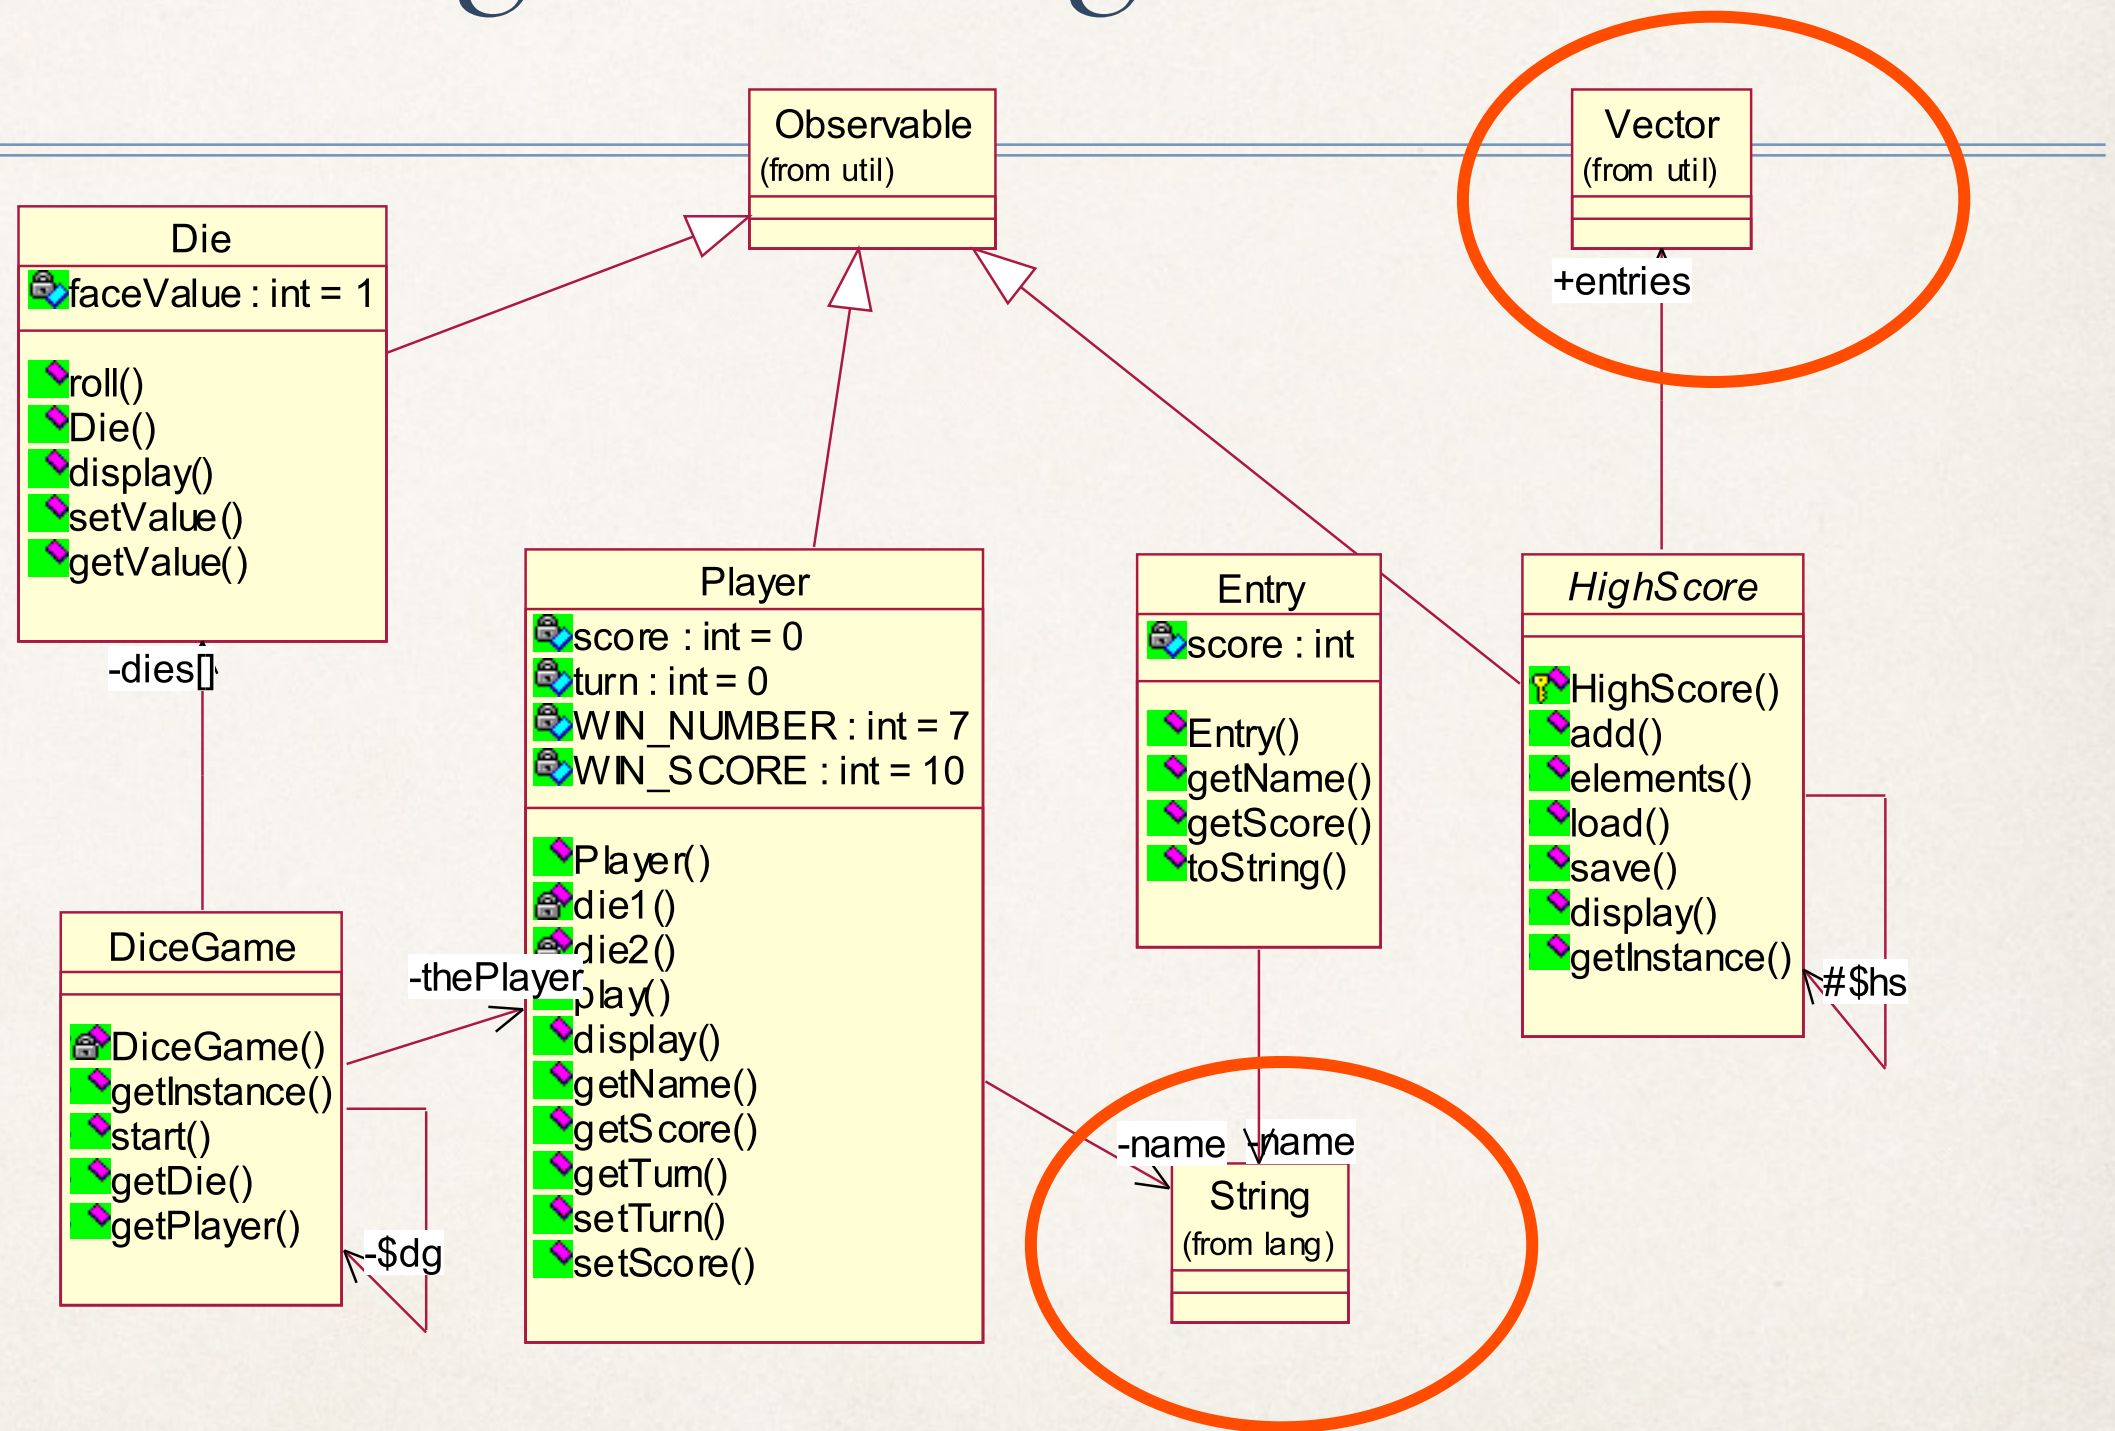 Observable
(from util)
Vector
(from util)
+entries
Die
faceValue : int = 1
roll()
Die()
display()
setValue()
getValue()
-dies[]
Player
score : int = 0
turn : int = 0
WIN_NUMBER : int = 7
WIN_SCORE : int = 10
Player()
die1()
die2()
play()
display()
getName()
getScore()
getTurn()
setTurn()
setScore()
Entry
score : int
Entry()
getName()
getScore()
toString()
HighScore
HighScore()
add()
elements()
load()
save()
display()
getInstance()
#$hs
DiceGame
DiceGame()
getInstance()
start()
getDie()
getPlayer()
-thePlayer
-$dg
-name
-name
String
(from lang)